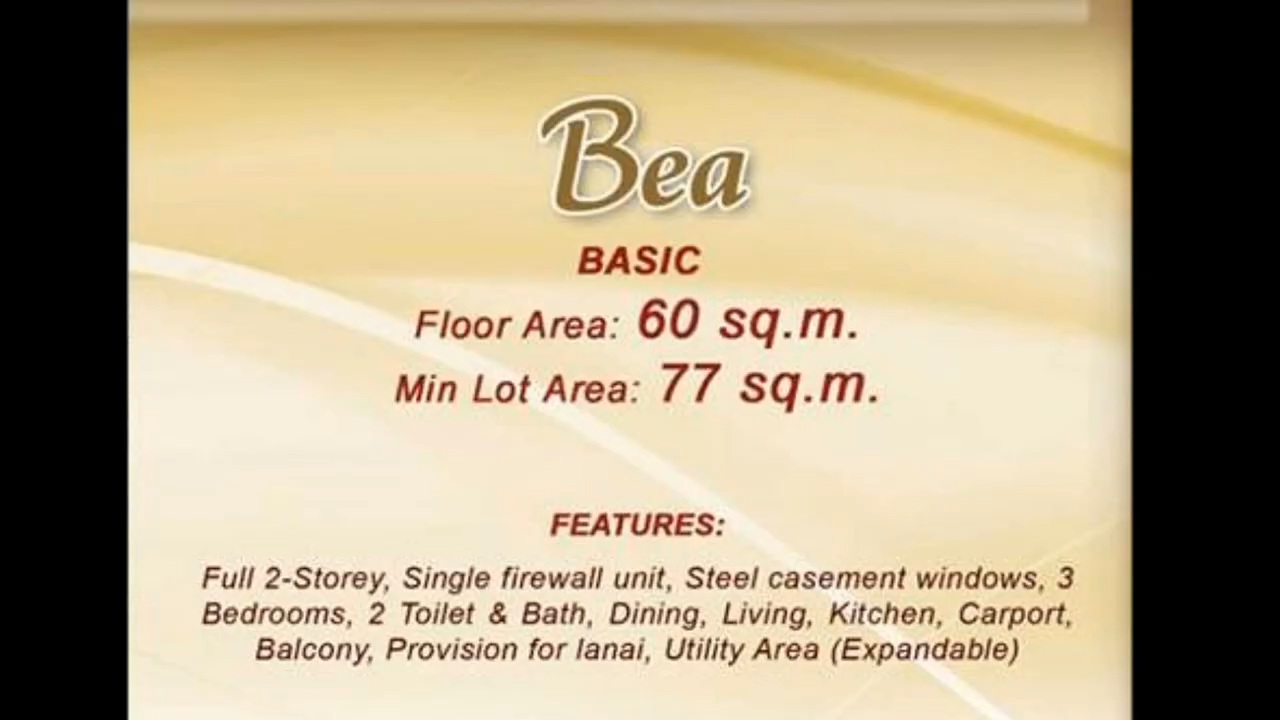 Bea
BASIC
Floor Area: 60 sq.m.
Min Lot Area: 77 sq.m.
FEATURES:
Full 2-Storey, Single firewall unit, Steel casement windows, 3
Bedrooms, 2 Toilet & Bath, Dining, Living, Kitchen, Carport,
Balcony, Provision for lanai, Utility Area (Expandable)